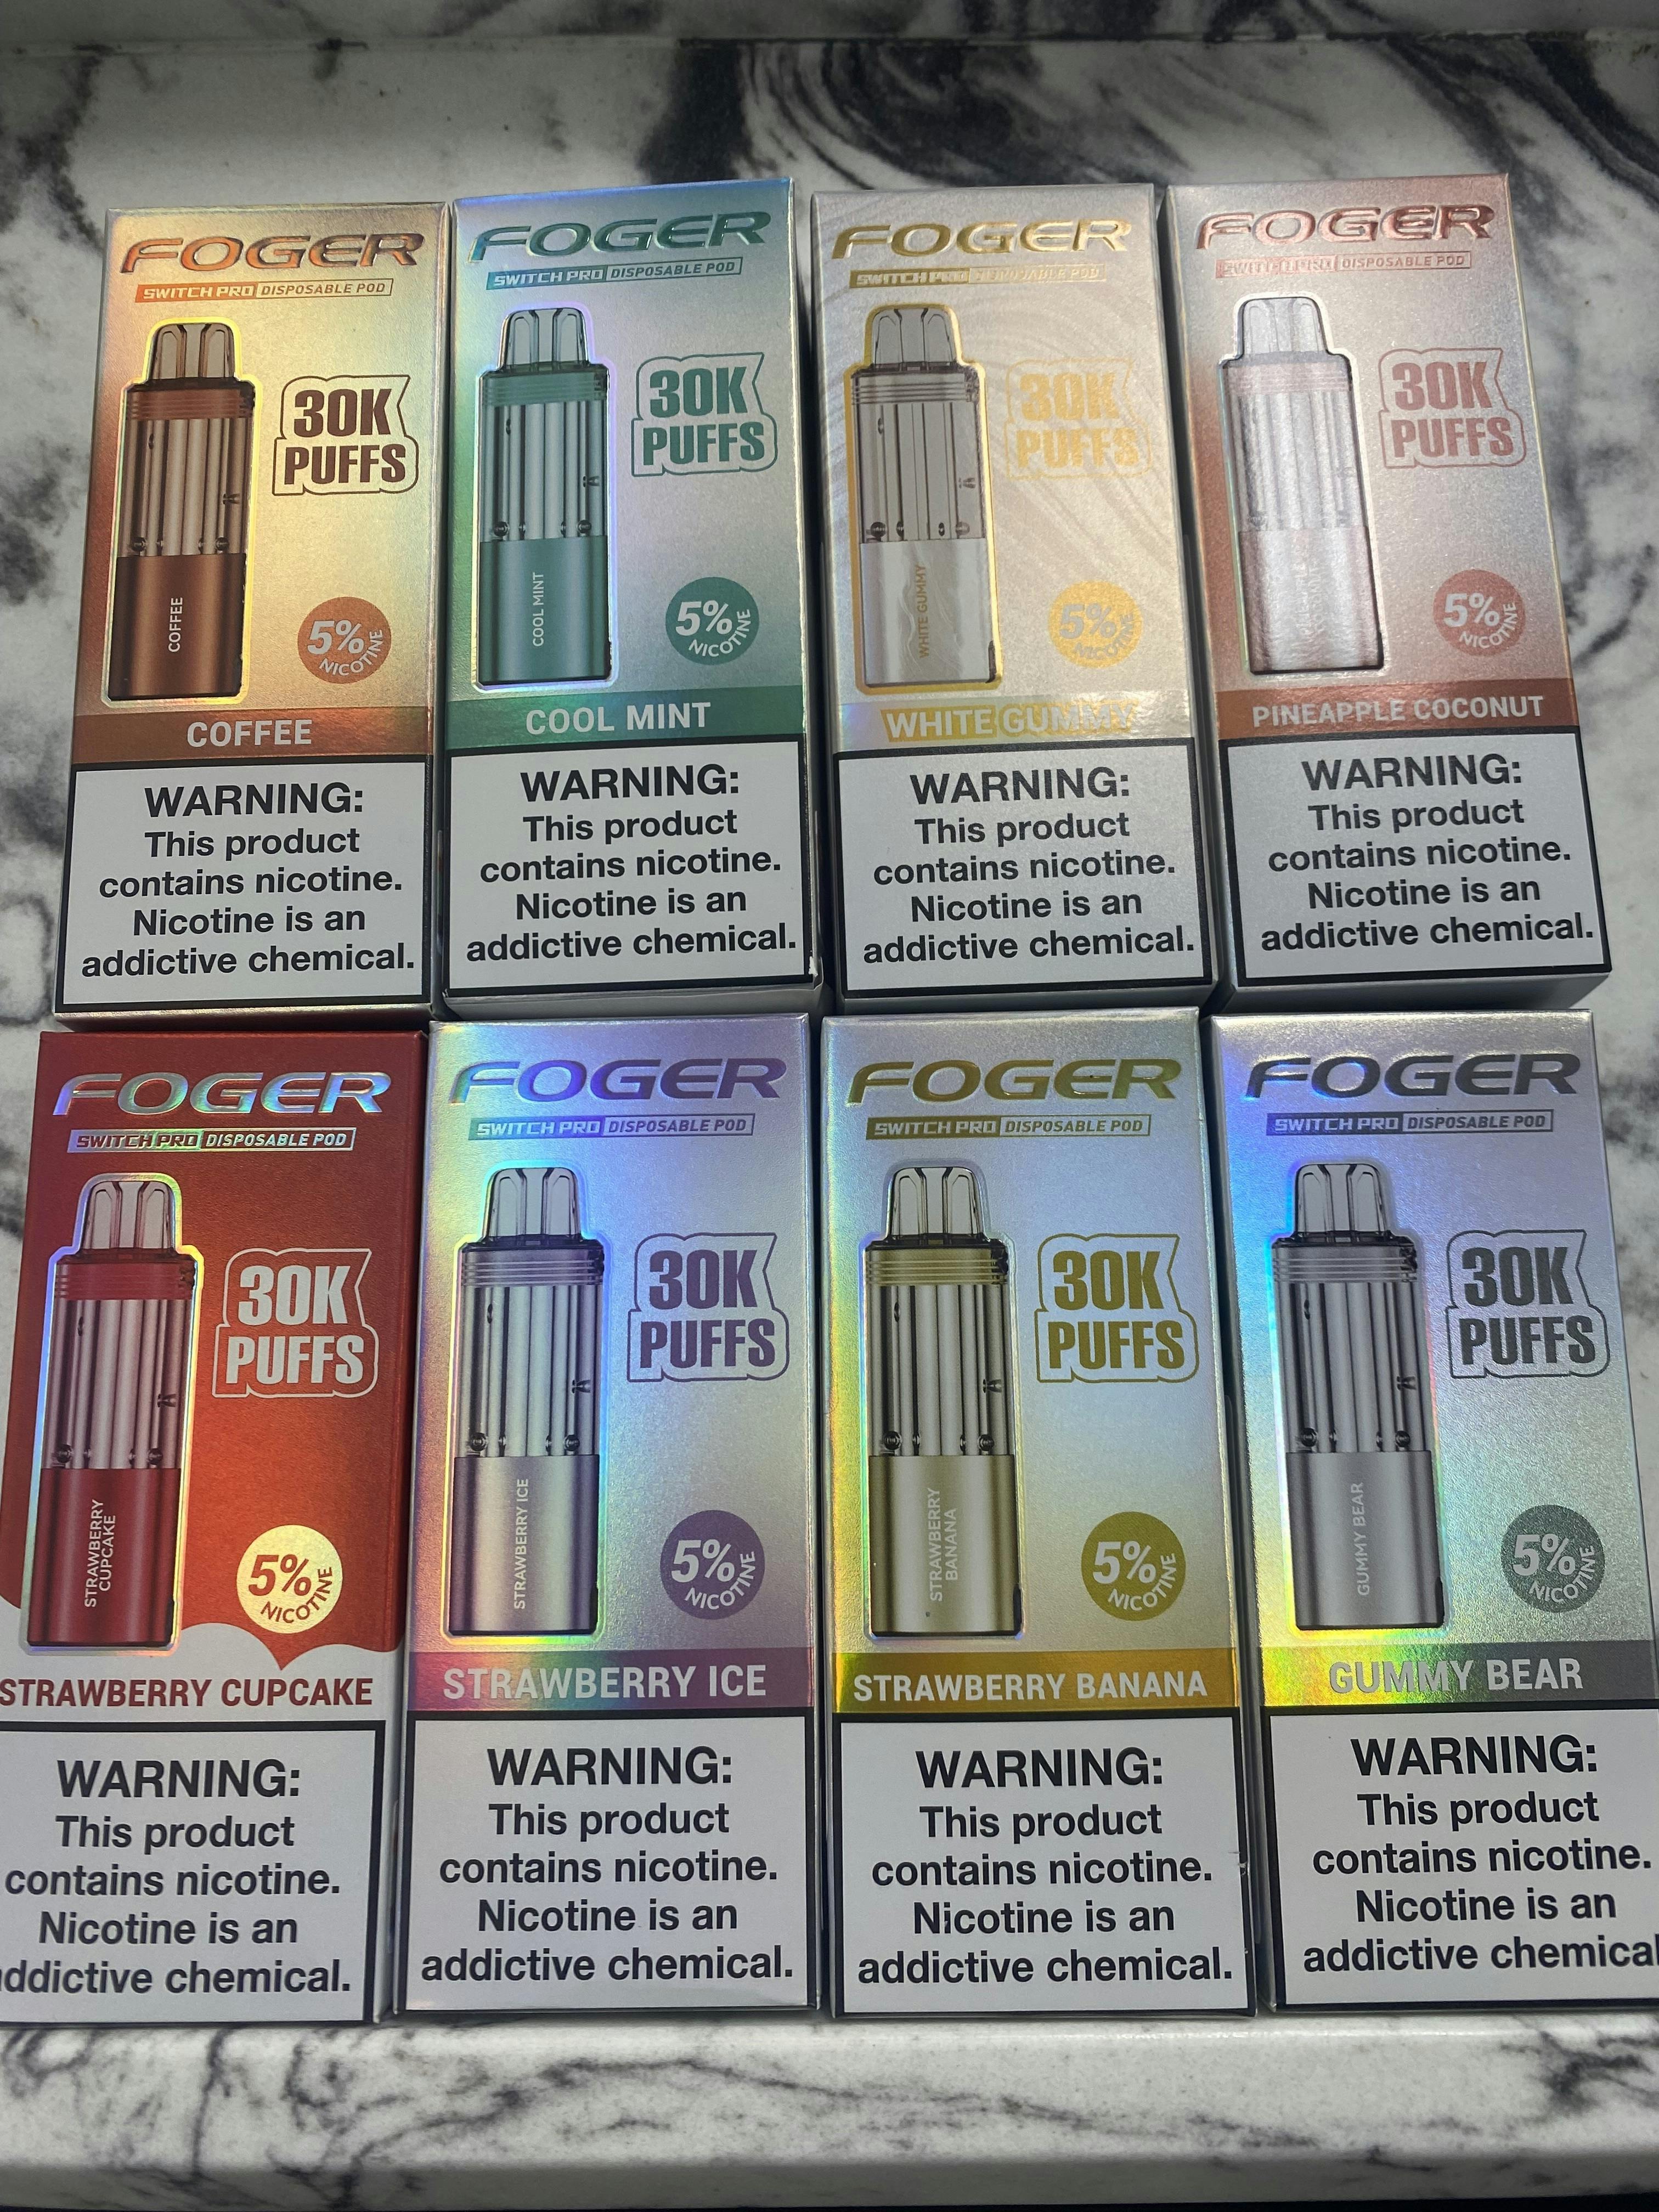 FOGER
SWITCH PRO DISPOSABLE POD
30K
PUFFS
COFFEE
5%
NICOTINE
COFFEE
WARNING:
This product
contains nicotine.
Nicotine is an
addictive chemical.
FOGER
SWITCH PRO DISPOSABLE POD
30K
PUFFS
COOL MINT
5%
NICOTINE
COOL MINT
WARNING:
This product
contains nicotine.
Nicotine is an
addictive chemical.
FOGER
SWITCH PRO DISPOSABLE POD
30K
PUFFS
WHITE GUMMY
5%
NICOTINE
WHITE GUMMY
WARNING:
This product
contains nicotine.
Nicotine is an
addictive chemical.
FOGER
SWITCH PRO DISPOSABLE POD
30K
PUFFS
5%
NICOTINE
PINEAPPLE COCONUT
WARNING:
This product
contains nicotine.
Nicotine is an
addictive chemical.
FOGER
SWITCH PRO DISPOSABLE POD
30K
PUFFS
STRAWBERRY
CUPCAKE
5%
NICOTINE
STRAWBERRY CUPCAKE
WARNING:
This product
contains nicotine.
Nicotine is an
addictive chemical.
FOGER
SWITCH PRO DISPOSABLE POD
30K
PUFFS
STRAWBERRY ICE
5%
NICOTINE
STRAWBERRY ICE
WARNING:
This product
contains nicotine.
Nicotine is an
addictive chemical.
FOGER
SWITCH PRO DISPOSABLE POD
30K
PUFFS
STRAWBERRY
BANANA
5%
NICOTINE
STRAWBERRY BANANA
WARNING:
This product
contains nicotine.
Nicotine is an
addictive chemical.
FOGER
SWITCH PRO DISPOSABLE POD
30K
PUFFS
GUMMY BEAR
5%
NICOTINE
GUMMY BEAR
WARNING:
This product
contains nicotine.
Nicotine is an
addictive chemical